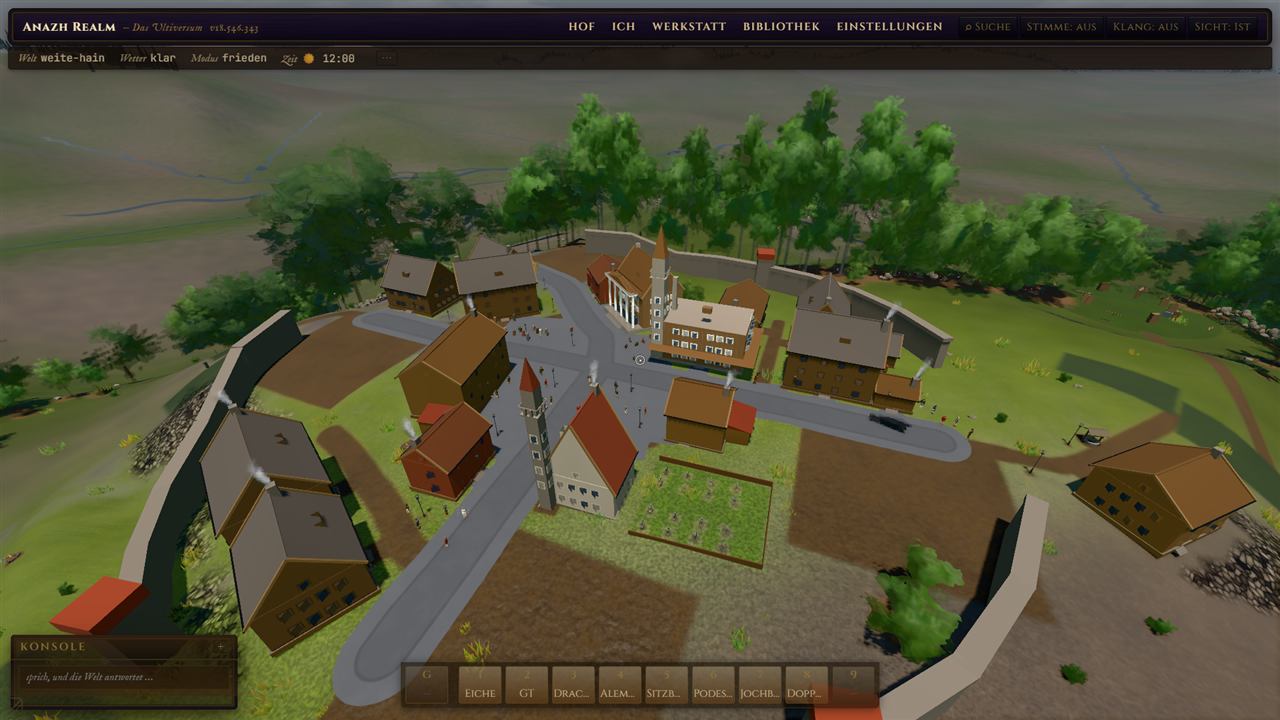 Anazh Realm — Das Ultiversum v18.546.343
HOF ICH WERKSTATT BIBLIOTHEK EINSTELLUNGEN SUCHE STIMME: AUS KLANG: AUS SICHT: IST
Welt weite-hain Wetter klar Modus frieden Zeit 12:00 ...
KONSOLE +
sprich, und die Welt antwortet ...
G 1 2 3 4 5 6 7 8 9
EICHE GT DRAC... ALEM... SITZB... PODES... JOCHB... DOPP...